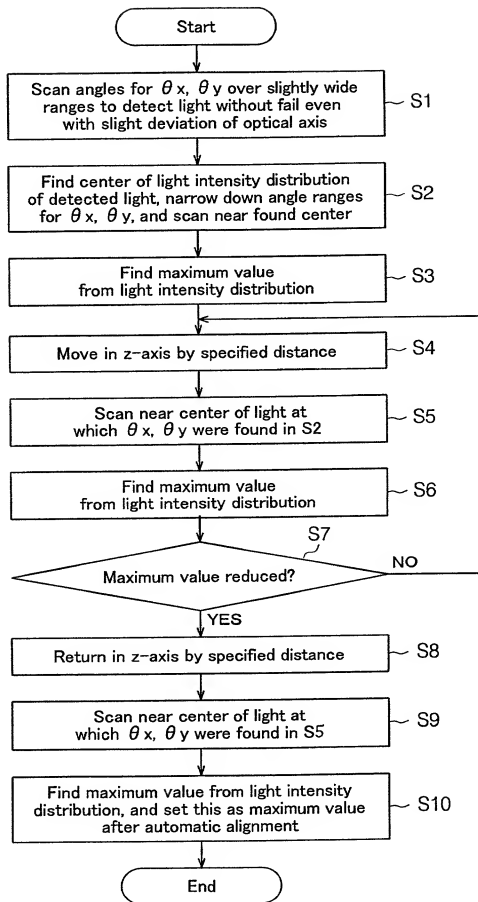 Start
Scan angles for θx, θy over slightly wide
ranges to detect light without fail even
with slight deviation of optical axis
S1
Find center of light intensity distribution
of detected light, narrow down angle ranges
for θx, θy, and scan near found center
S2
Find maximum value
from light intensity distribution
S3
Move in z-axis by specified distance
S4
Scan near center of light at
which θx, θy were found in S2
S5
Find maximum value
from light intensity distribution
S6
S7
Maximum value reduced?
NO
YES
Return in z-axis by specified distance
S8
Scan near center of light at
which θx, θy were found in S5
S9
Find maximum value from light intensity
distribution, and set this as maximum value
after automatic alignment
S10
End